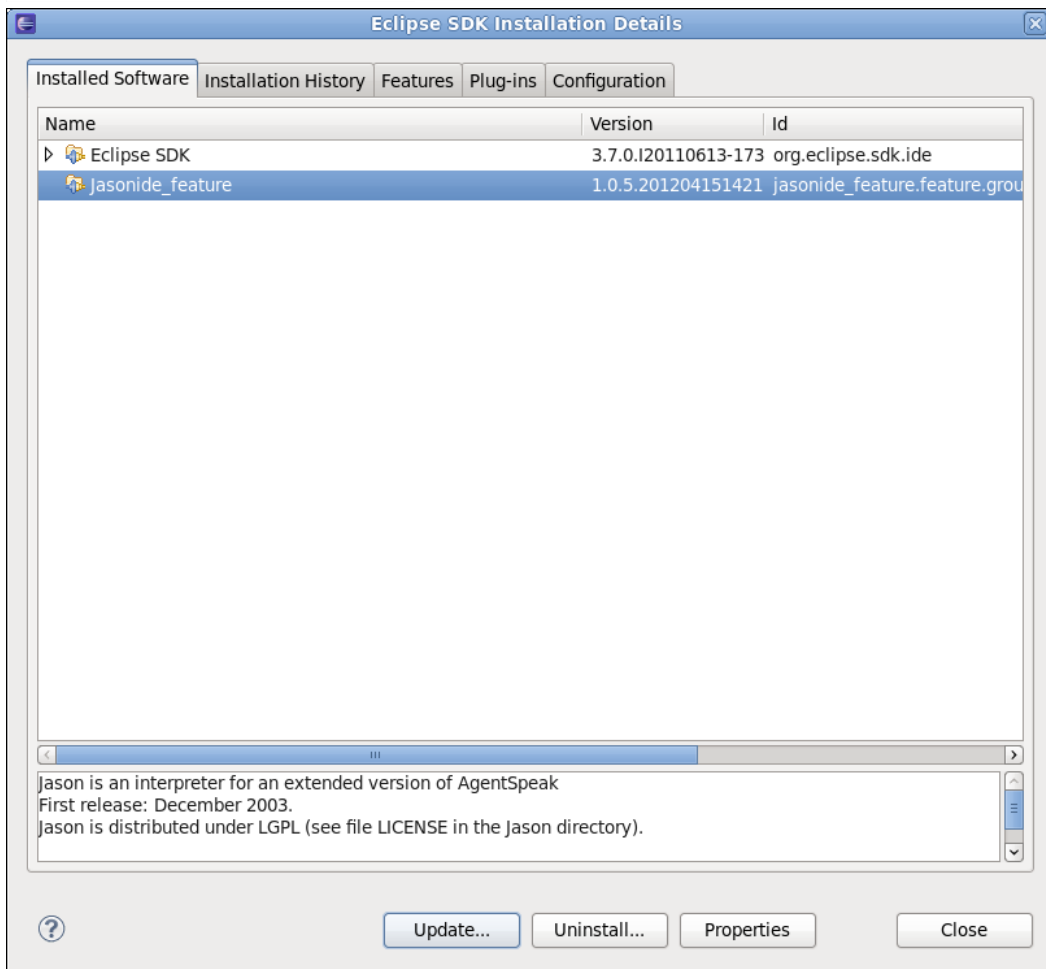 Eclipse SDK Installation Details
Installed Software Installation History Features Plug-ins Configuration
Name Version Id
Eclipse SDK 3.7.0.I20110613-173 org.eclipse.sdk.ide
Jasonide_feature 1.0.5.201204151421 jasonide_feature.feature.grou
Jason is an interpreter for an extended version of AgentSpeak
First release: December 2003.
Jason is distributed under LGPL (see file LICENSE in the Jason directory).
? Update... Uninstall... Properties Close